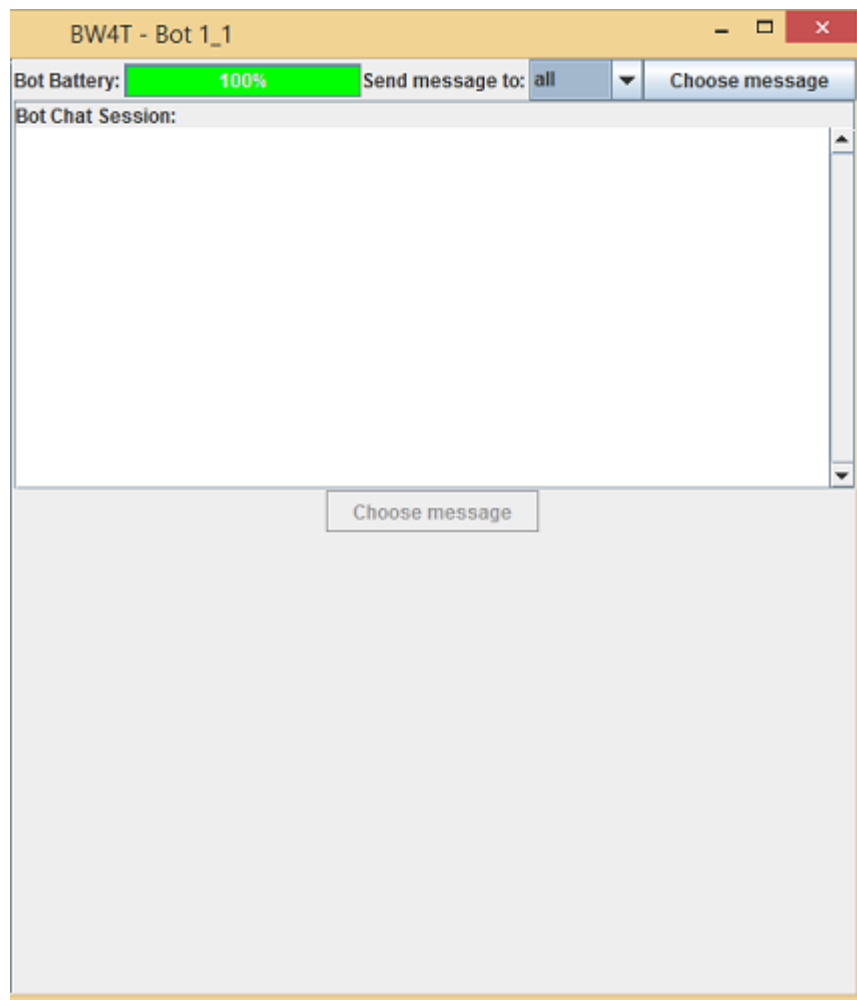 BW4T - Bot 1_1
Bot Battery: 100% Send message to: all Choose message
Bot Chat Session:
Choose message